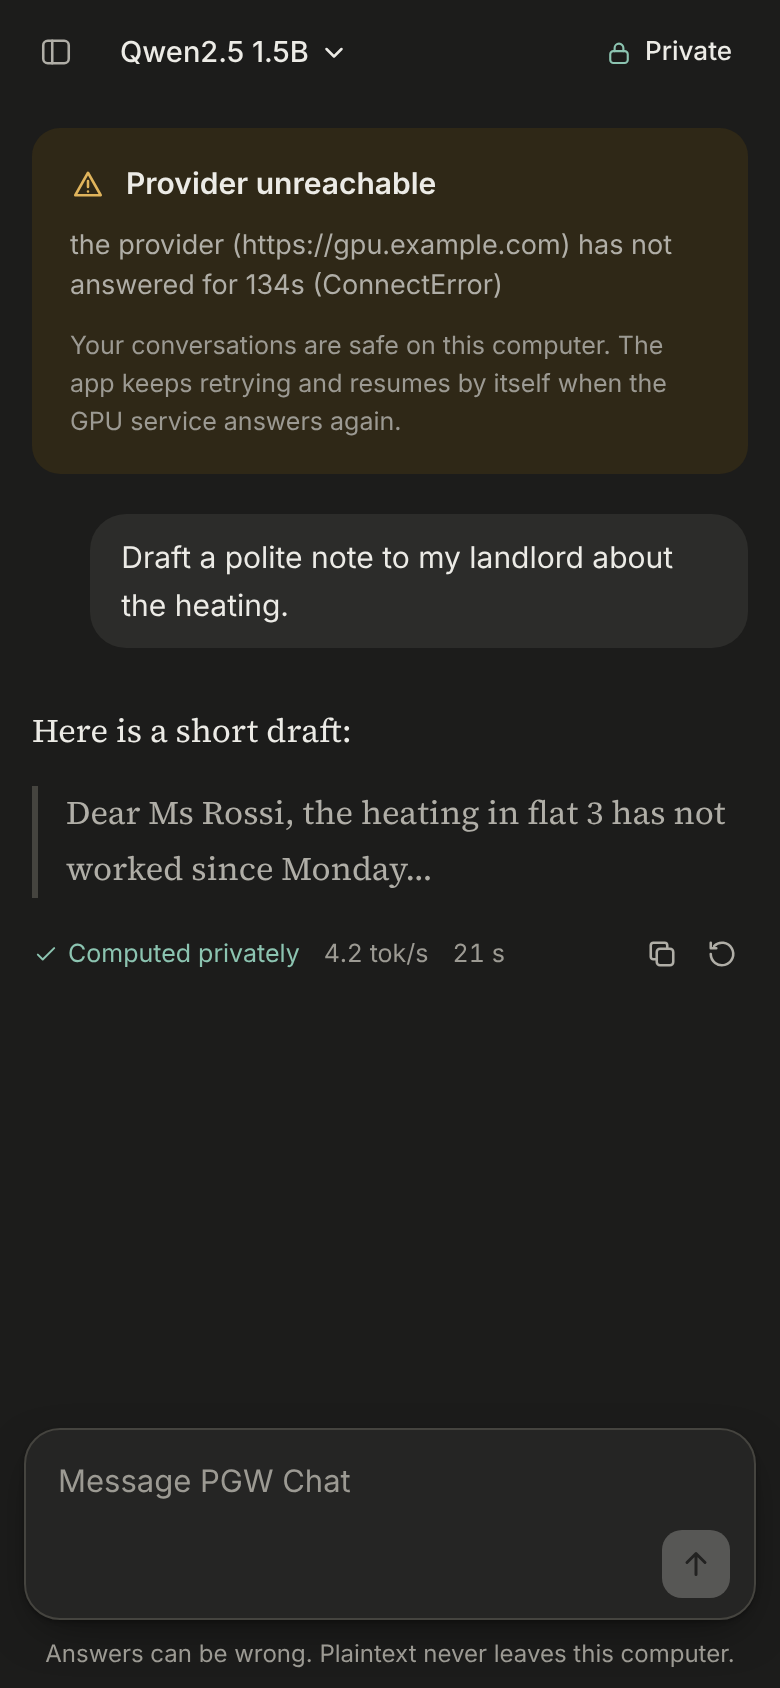 Qwen2.5 1.5B
Private
Provider unreachable
the provider (https://gpu.example.com) has not
answered for 134s (ConnectError)
Your conversations are safe on this computer. The
app keeps retrying and resumes by itself when the
GPU service answers again.
Draft a polite note to my landlord about
the heating.
Here is a short draft:
Dear Ms Rossi, the heating in flat 3 has not
worked since Monday...
Computed privately 4.2 tok/s 21 s
Message PGW Chat
Answers can be wrong. Plaintext never leaves this computer.